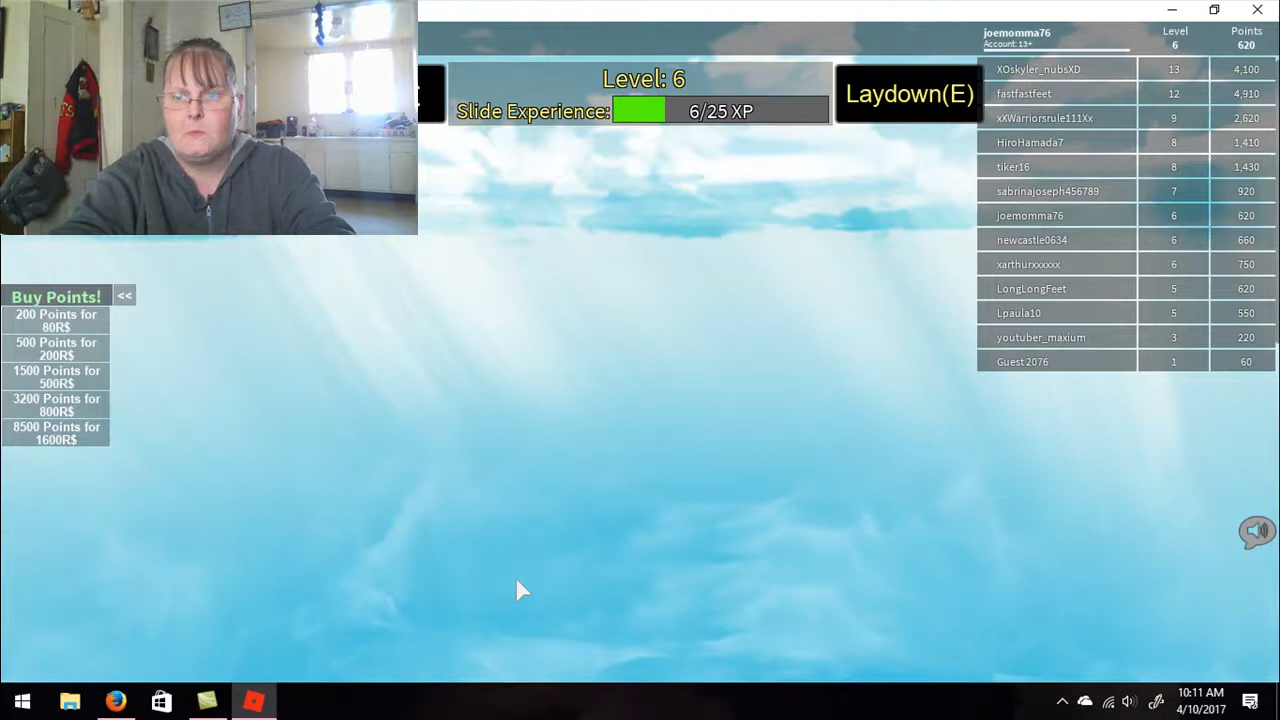 joemomma76 Level Points
Account: 13+ 6 620
Level: 6
Slide Experience: 6/25 XP
Laydown(E)
XOskyler_nubsXD 13 4,100
fastfastfeet 12 4,910
xXWarriorsrule111Xx 9 2,620
HiroHamada7 8 1,410
tiker16 8 1,430
sabrinajoseph456789 7 920
joemomma76 6 620
newcastle0634 6 660
xarthurxxxxxx 6 750
LongLongFeet 5 620
Lpaula10 5 550
youtuber_maxium 3 220
Guest 2076 1 60
Buy Points! <<
200 Points for
80R$
500 Points for
200R$
1500 Points for
500R$
3200 Points for
800R$
8500 Points for
1600R$
10:11 AM
4/10/2017